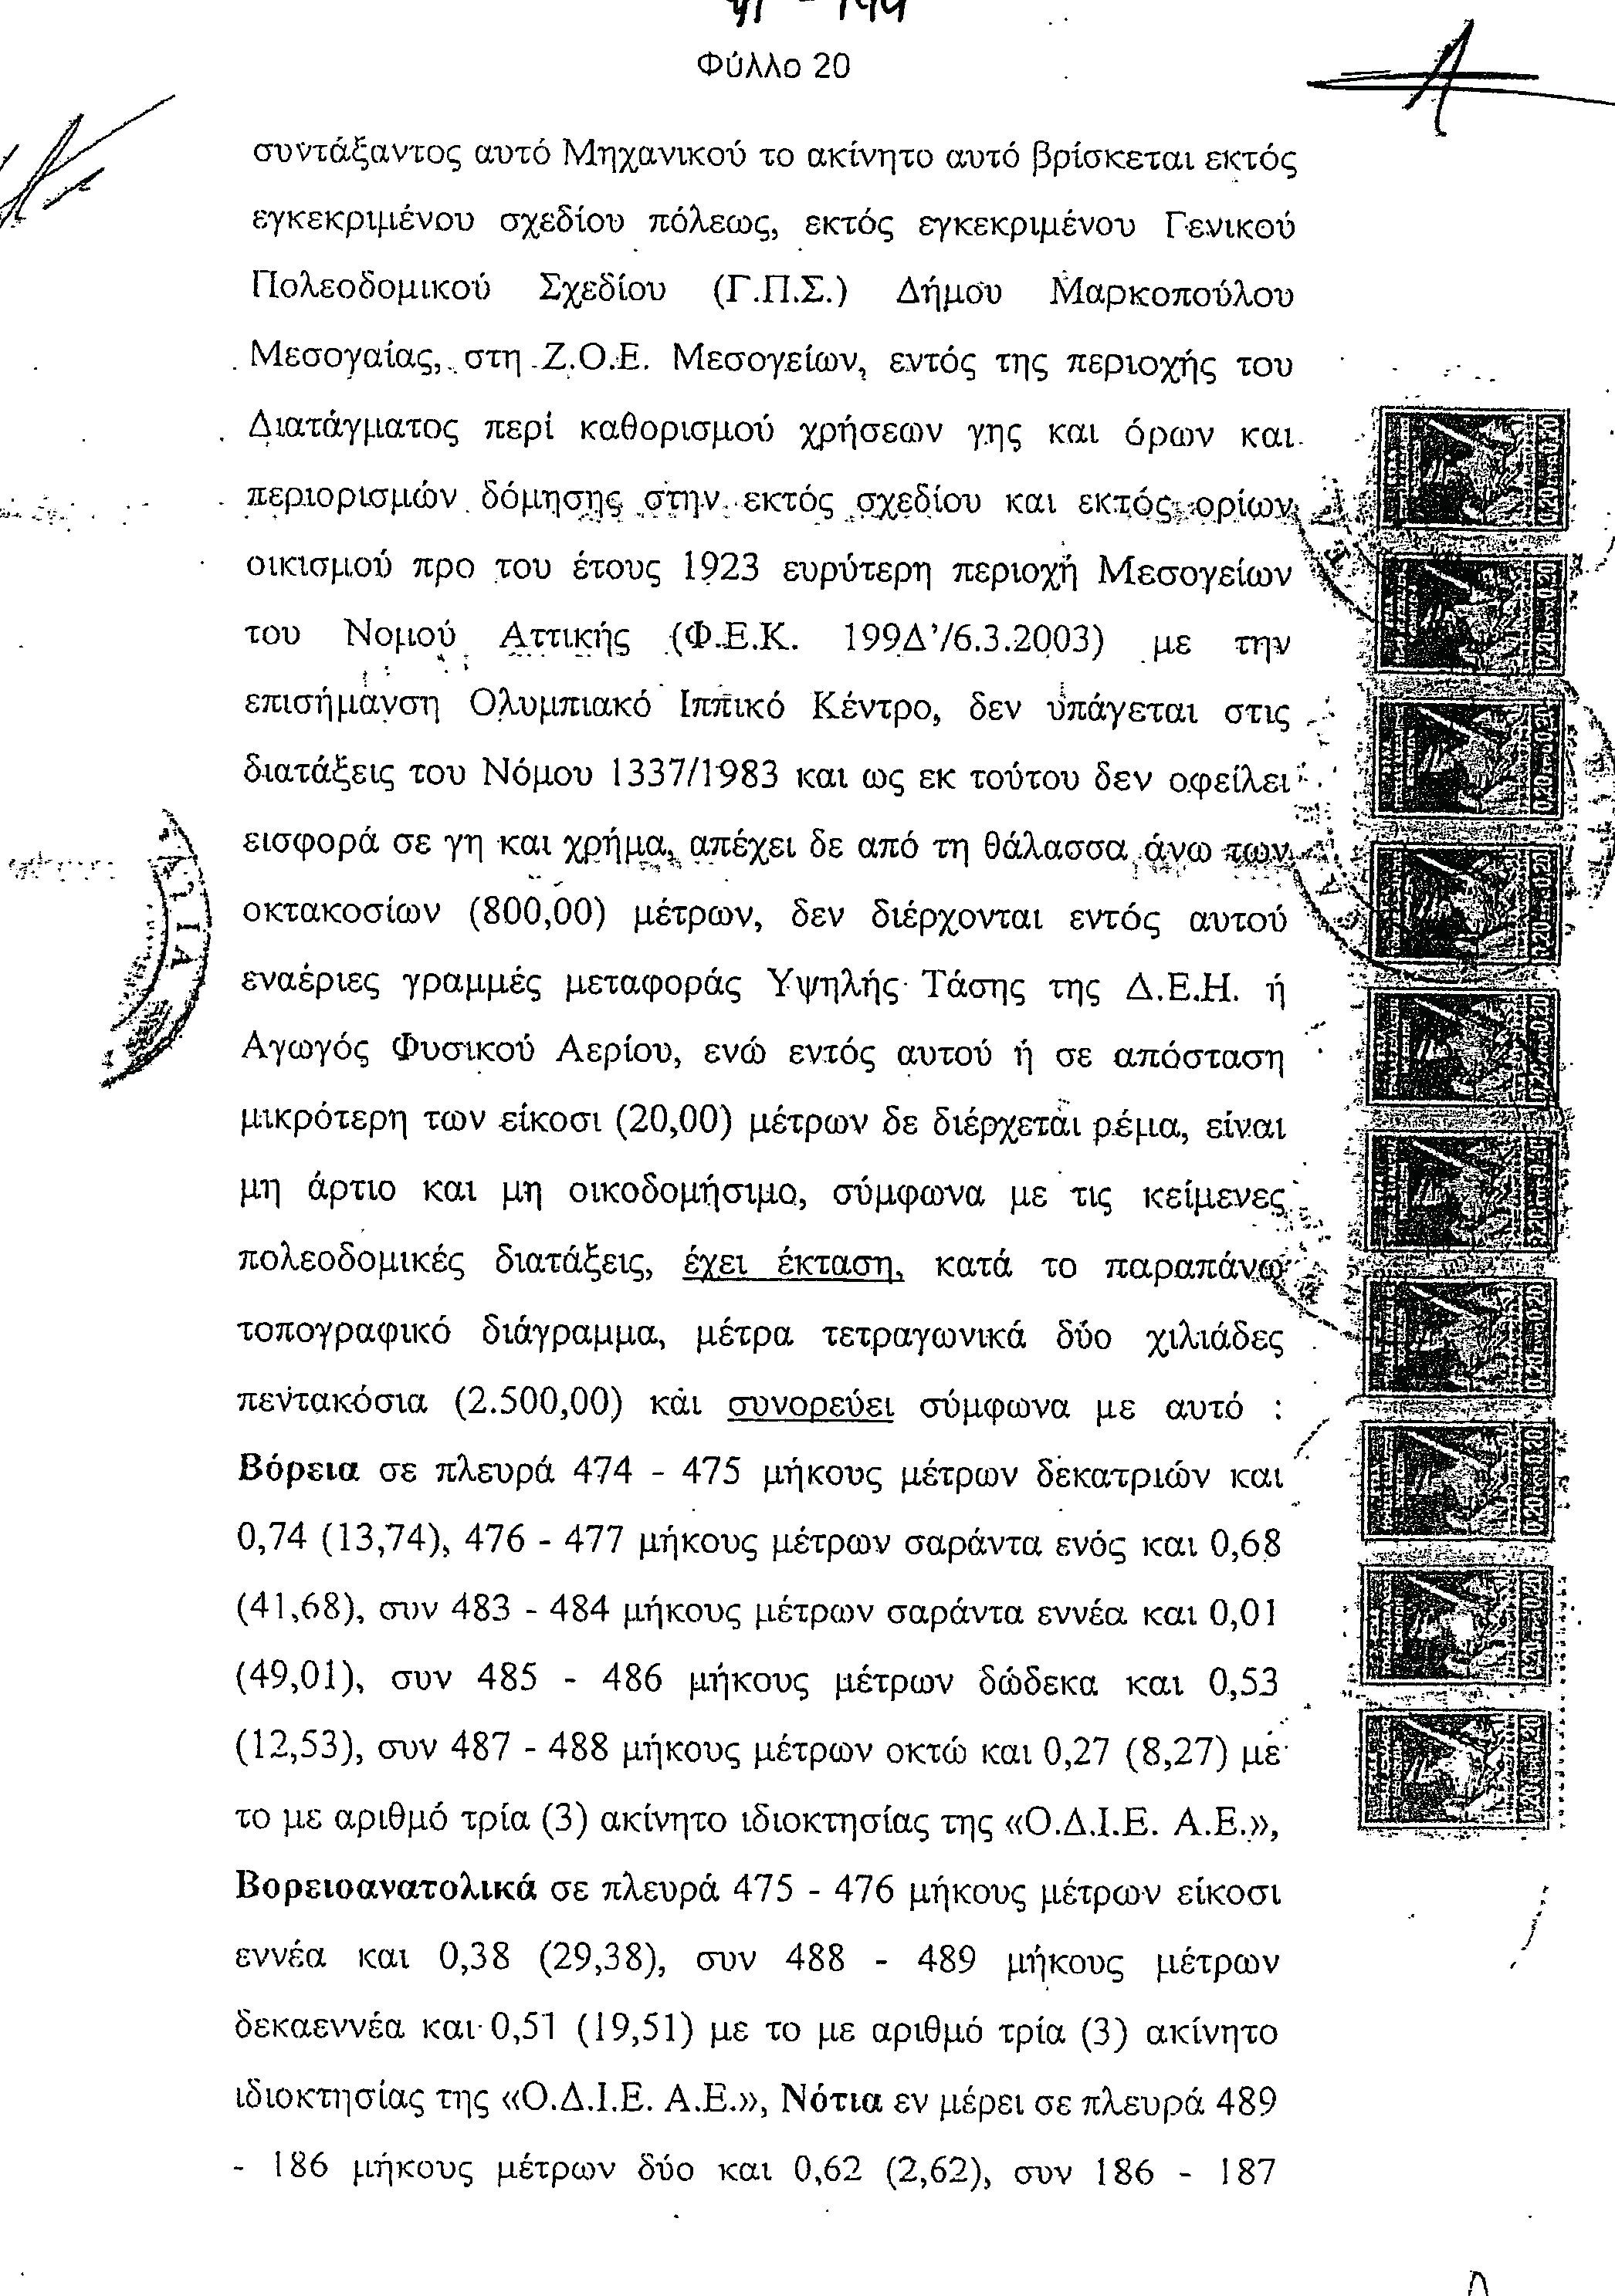 Φύλλο 20
συντάξαντος αυτό Μηχανικού το ακίνητο αυτό βρίσκεται εκτός
εγκεκριμένου σχεδίου πόλεως, εκτός εγκεκριμένου Γενικού
Πολεοδομικού Σχεδίου (Γ.Π.Σ.) Δήμου Μαρκοπούλου
Μεσογαίας, στη Ζ.Ο.Ε. Μεσογείων, εντός της περιοχής του
Διατάγματος περί καθορισμού χρήσεων γης και όρων και
περιορισμών δόμησης στην εκτός σχεδίου και εκτός ορίων
οικισμού προ του έτους 1923 ευρύτερη περιοχή Μεσογείων
του Νομού Αττικής (Φ.Ε.Κ. 199Δ’/6.3.2003) με την
επισήμανση Ολυμπιακό Ιππικό Κέντρο, δεν υπάγεται στις
διατάξεις του Νόμου 1337/1983 και ως εκ τούτου δεν οφείλει
εισφορά σε γη και χρήμα, απέχει δε από τη θάλασσα άνω των
οκτακοσίων (800,00) μέτρων, δεν διέρχονται εντός αυτού
εναέριες γραμμές μεταφοράς Υψηλής Τάσης της Δ.Ε.Η. ή
Αγωγός Φυσικού Αερίου, ενώ εντός αυτού ή σε απόσταση
μικρότερη των είκοσι (20,00) μέτρων δε διέρχεται ρέμα, είναι
μη άρτιο και μη οικοδομήσιμο, σύμφωνα με τις κείμενες
πολεοδομικές διατάξεις, έχει έκταση, κατά το παραπάνω
τοπογραφικό διάγραμμα, μέτρα τετραγωνικά δύο χιλιάδες
πεντακόσια (2.500,00) και συνορεύει σύμφωνα με αυτό :
Βόρεια σε πλευρά 474 - 475 μήκους μέτρων δεκατριών και
0,74 (13,74), 476 - 477 μήκους μέτρων σαράντα ενός και 0,68
(41,68), συν 483 - 484 μήκους μέτρων σαράντα εννέα και 0,01
(49,01), συν 485 - 486 μήκους μέτρων δώδεκα και 0,53
(12,53), συν 487 - 488 μήκους μέτρων οκτώ και 0,27 (8,27) με
το με αριθμό τρία (3) ακίνητο ιδιοκτησίας της «Ο.Δ.Ι.Ε. Α.Ε.»,
Βορειοανατολικά σε πλευρά 475 - 476 μήκους μέτρων είκοσι
εννέα και 0,38 (29,38), συν 488 - 489 μήκους μέτρων
δεκαεννέα και 0,51 (19,51) με το με αριθμό τρία (3) ακίνητο
ιδιοκτησίας της «Ο.Δ.Ι.Ε. Α.Ε.», Νότια εν μέρει σε πλευρά 489
- 186 μήκους μέτρων δύο και 0,62 (2,62), συν 186 - 187